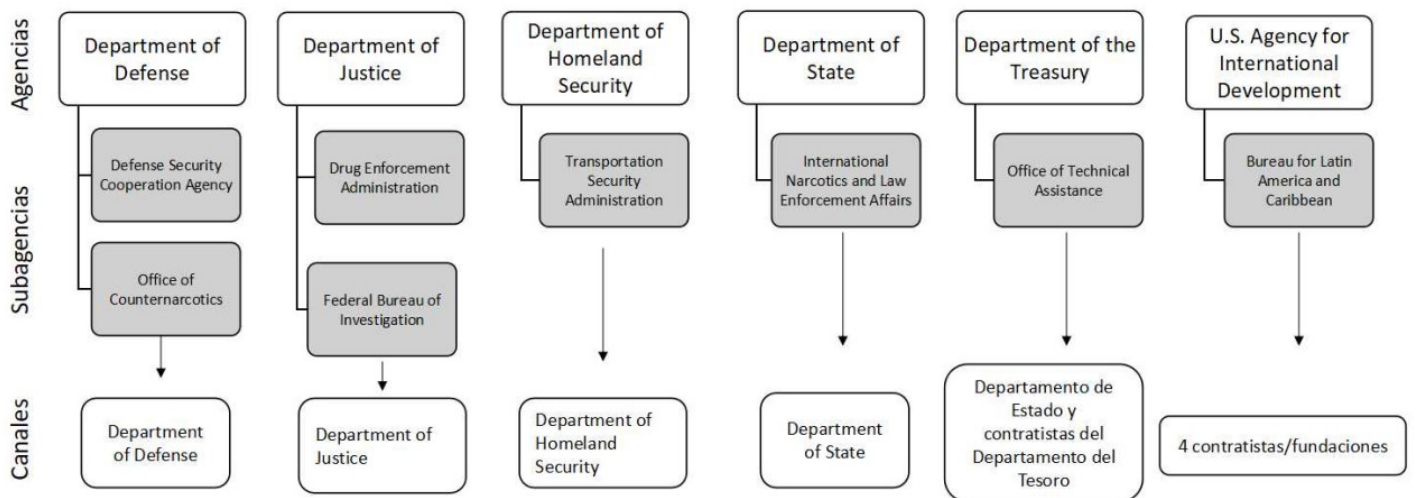 Agencias
Department of
Defense
Department of
Justice
Department of
Homeland
Security
Department of
State
Department of the
Treasury
U.S. Agency for
International
Development
Subagencias
Defense Security
Cooperation Agency
Drug Enforcement
Administration
Transportation
Security
Administration
International
Narcotics and Law
Enforcement Affairs
Office of Technical
Assistance
Bureau for Latin
America and
Caribbean
Office of
Counternarcotics
Federal Bureau of
Investigation
Canales
Department
of Defense
Department of
Justice
Department of
Homeland
Security
Department
of State
Departamento de
Estado y
contratistas del
Departamento del
Tesoro
4 contratistas/fundaciones